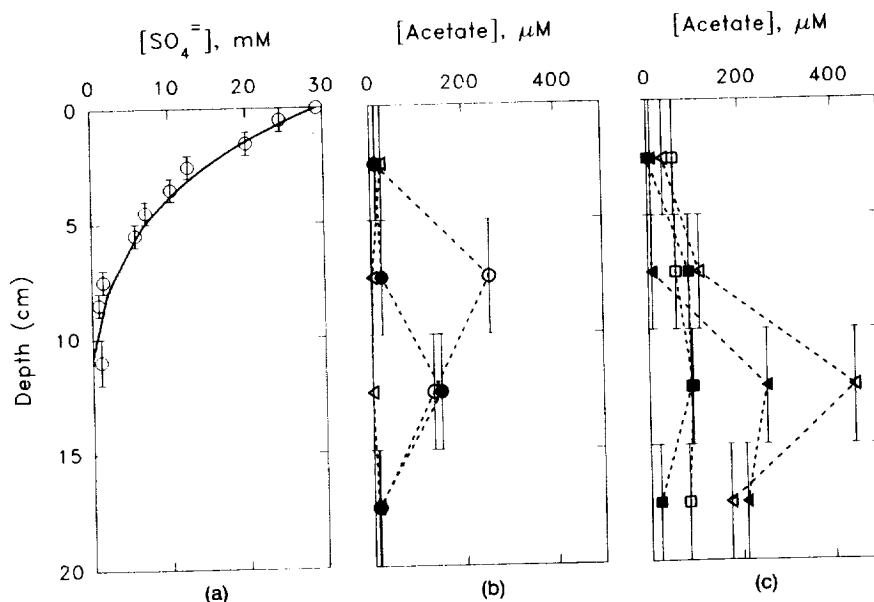 [SO4=], mM
[Acetate], μM
[Acetate], μM
0 10 20 30
0 200 400
0 200 400
0
5
10
15
20
Depth (cm)
(a)
(b)
(c)